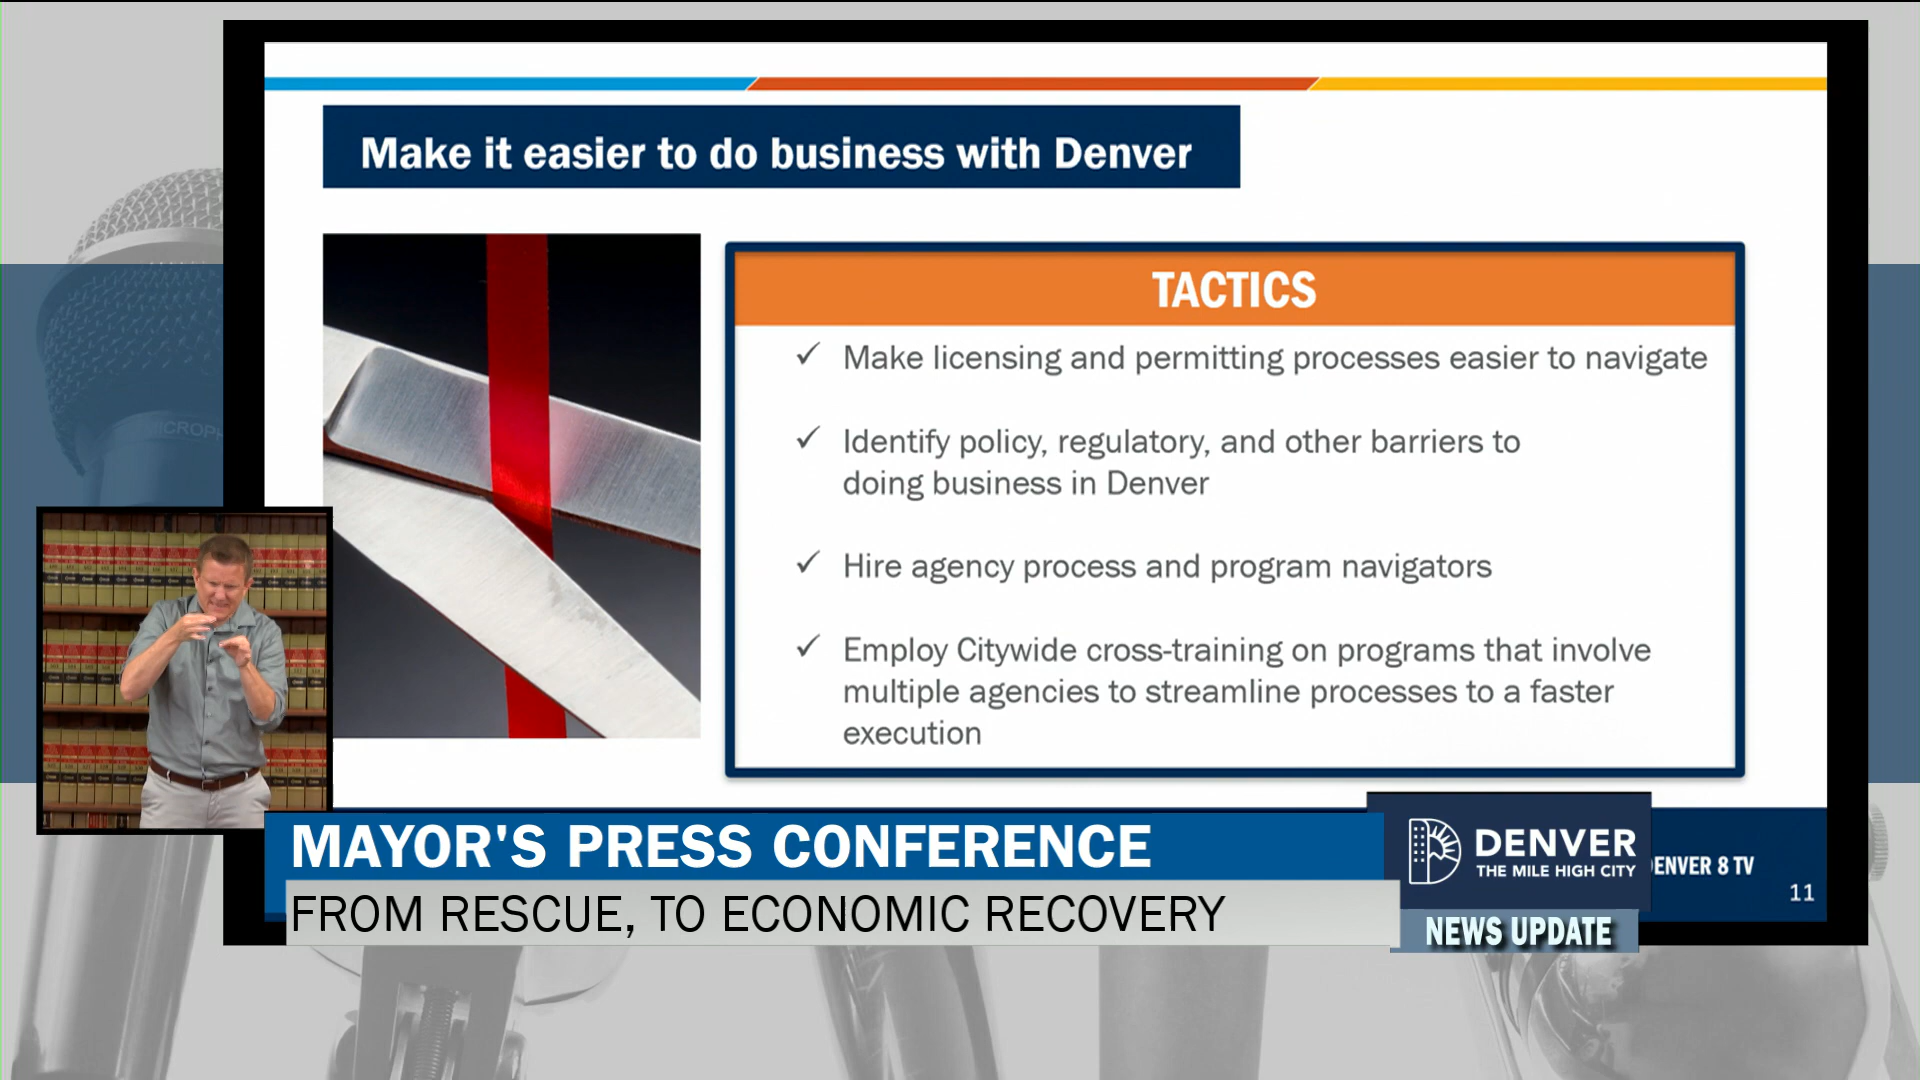 Make it easier to do business with Denver
TACTICS
✓ Make licensing and permitting processes easier to navigate
✓ Identify policy, regulatory, and other barriers to
doing business in Denver
✓ Hire agency process and program navigators
✓ Employ Citywide cross-training on programs that involve
multiple agencies to streamline processes to a faster
execution
MICROPH
MAYOR'S PRESS CONFERENCE
FROM RESCUE, TO ECONOMIC RECOVERY
DENVER
THE MILE HIGH CITY
NEWS UPDATE
DENVER 8 TV
11